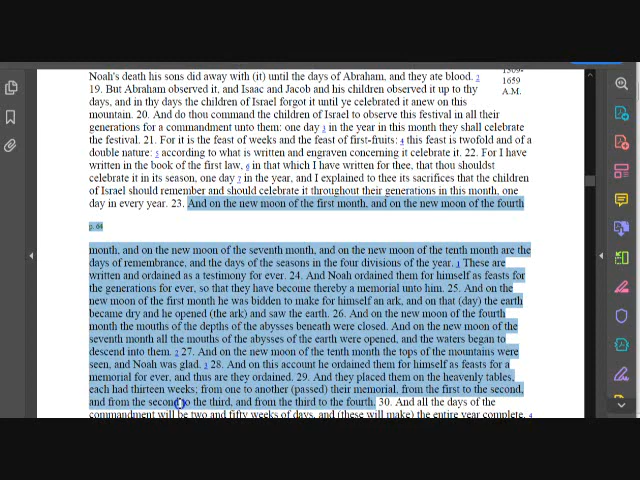 1309-
1659
A.M.
Noah's death his sons did away with (it) until the days of Abraham, and they ate blood. 2
19. But Abraham observed it, and Isaac and Jacob and his children observed it up to thy
days, and in thy days the children of Israel forgot it until ye celebrated it anew on this
mountain. 20. And do thou command the children of Israel to observe this festival in all their
generations for a commandment unto them: one day 3 in the year in this month they shall celebrate
the festival. 21. For it is the feast of weeks and the feast of first-fruits: 4 this feast is twofold and of a
double nature: 5 according to what is written and engraven concerning it celebrate it. 22. For I have
written in the book of the first law, 6 in that which I have written for thee, that thou shouldst
celebrate it in its season, one day 7 in the year, and I explained to thee its sacrifices that the children
of Israel should remember and should celebrate it throughout their generations in this month, one
day in every year. 23. And on the new moon of the first month, and on the new moon of the fourth
p. 64
month, and on the new moon of the seventh month, and on the new moon of the tenth month are the
days of remembrance, and the days of the seasons in the four divisions of the year. 1 These are
written and ordained as a testimony for ever. 24. And Noah ordained them for himself as feasts for
the generations for ever, so that they have become thereby a memorial unto him. 25. And on the
new moon of the first month he was bidden to make for himself an ark, and on that (day) the earth
became dry and he opened (the ark) and saw the earth. 26. And on the new moon of the fourth
month the mouths of the depths of the abysses beneath were closed. And on the new moon of the
seventh month all the mouths of the abysses of the earth were opened, and the waters began to
descend into them. 2 27. And on the new moon of the tenth month the tops of the mountains were
seen, and Noah was glad. 3 28. And on this account he ordained them for himself as feasts for a
memorial for ever, and thus are they ordained. 29. And they placed them on the heavenly tables,
each had thirteen weeks; from one to another (passed) their memorial, from the first to the second,
and from the second to the third, and from the third to the fourth. 30. And all the days of the
commandment will be two and fifty weeks of days, and (these will make) the entire year complete. 4